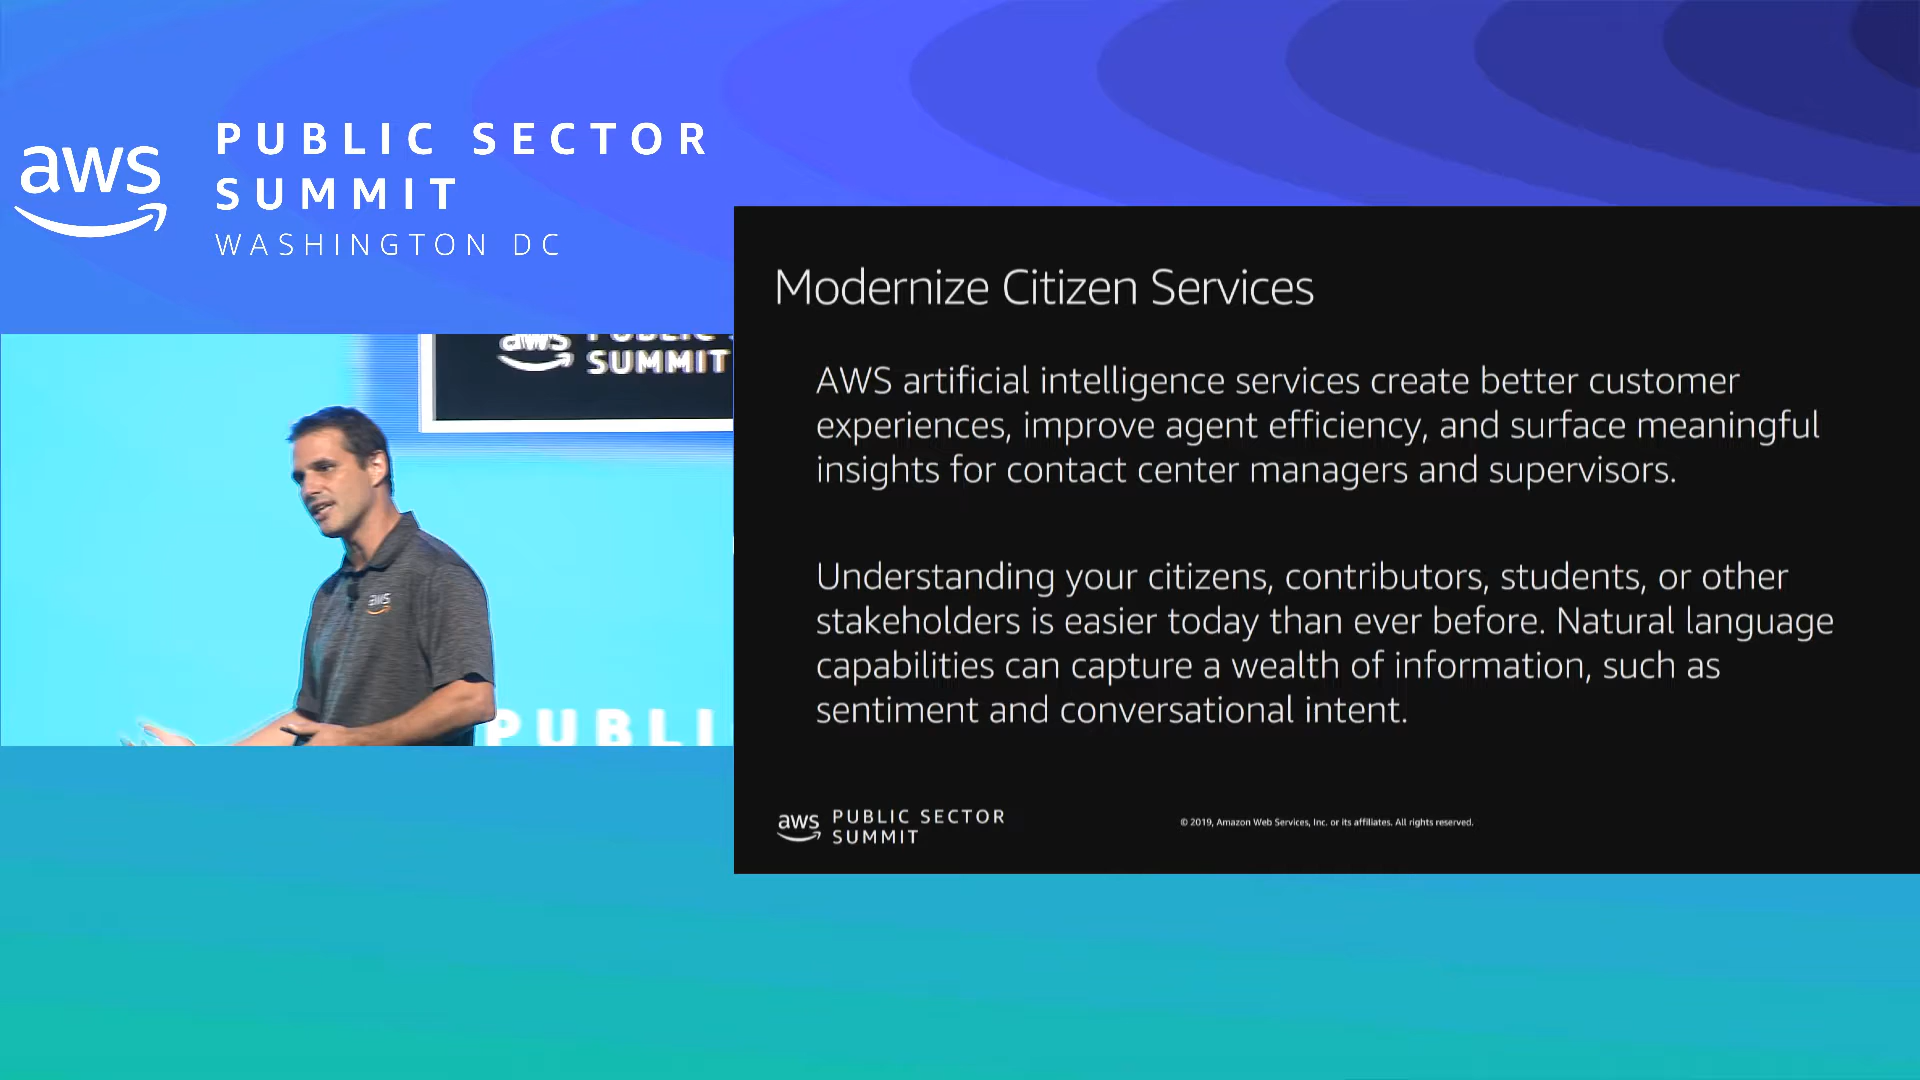 aws
PUBLIC SECTOR
SUMMIT
WASHINGTON DC
aws
SUMMIT
aws
PUBLI
Modernize Citizen Services
AWS artificial intelligence services create better customer
experiences, improve agent efficiency, and surface meaningful
insights for contact center managers and supervisors.
Understanding your citizens, contributors, students, or other
stakeholders is easier today than ever before. Natural language
capabilities can capture a wealth of information, such as
sentiment and conversational intent.
aws
PUBLIC SECTOR
SUMMIT
© 2019, Amazon Web Services, Inc. or its affiliates. All rights reserved.